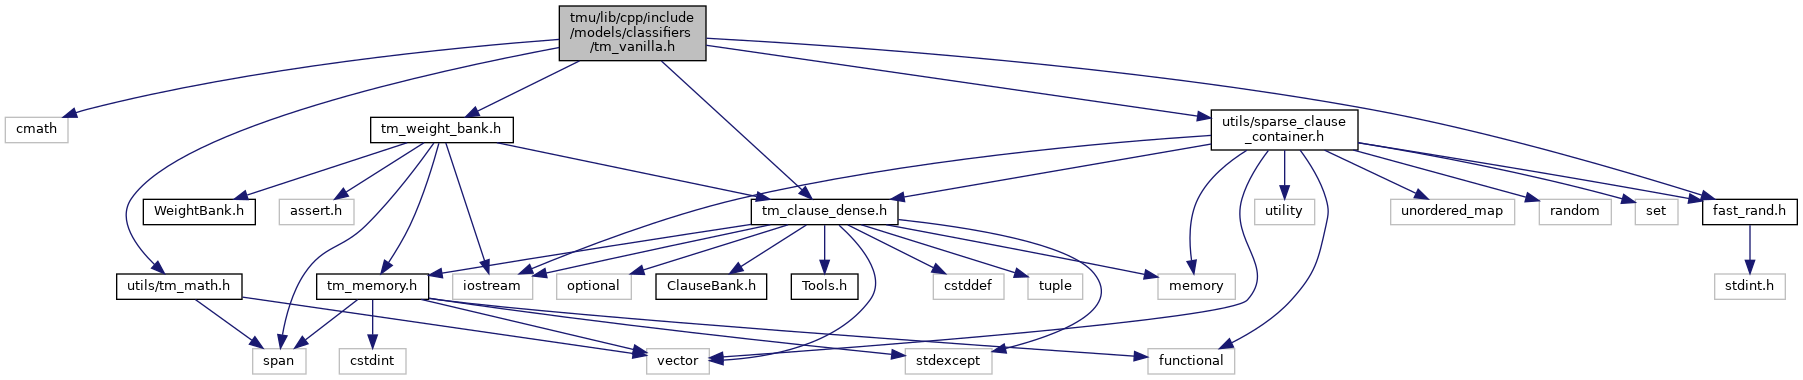 tmu/lib/cpp/include
/models/classifiers
/tm_vanilla.h
cmath
tm_weight_bank.h
utils/sparse_clause
_container.h
WeightBank.h
assert.h
tm_clause_dense.h
utility
unordered_map
random
set
fast_rand.h
utils/tm_math.h
tm_memory.h
iostream
optional
ClauseBank.h
Tools.h
cstddef
tuple
memory
stdint.h
span
cstdint
vector
stdexcept
functional